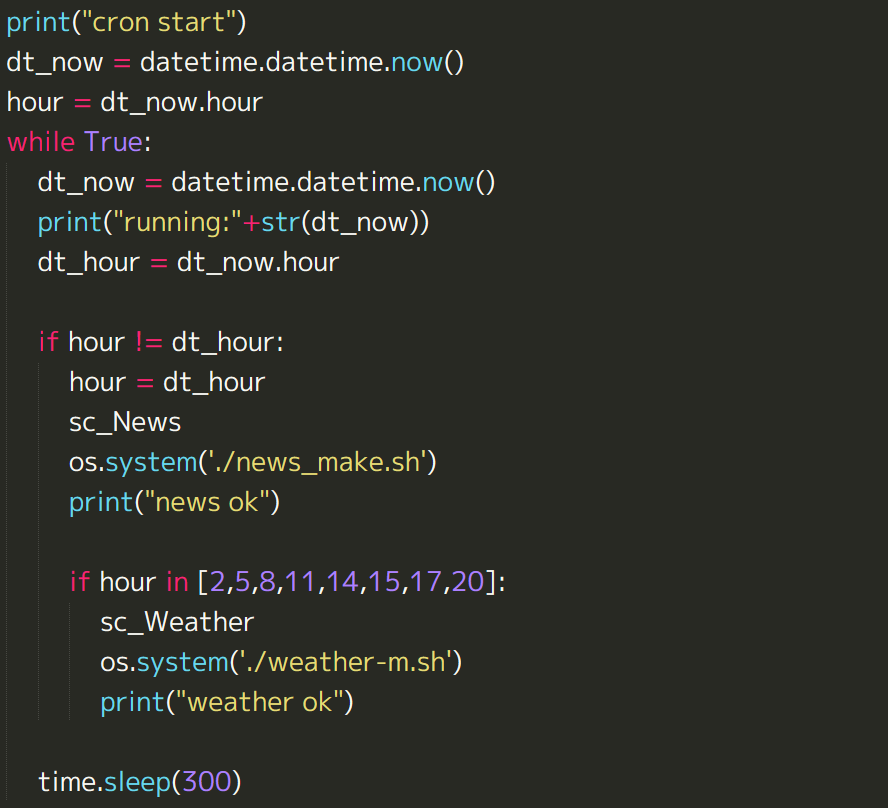 print("cron start")
dt_now = datetime.datetime.now()
hour = dt_now.hour
while True:
    dt_now = datetime.datetime.now()
    print("running:"+str(dt_now))
    dt_hour = dt_now.hour
    if hour != dt_hour:
        hour = dt_hour
        sc_News
        os.system('./news_make.sh')
        print("news ok")
        if hour in [2,5,8,11,14,15,17,20]:
            sc_Weather
            os.system('./weather-m.sh')
            print("weather ok")
    time.sleep(300)